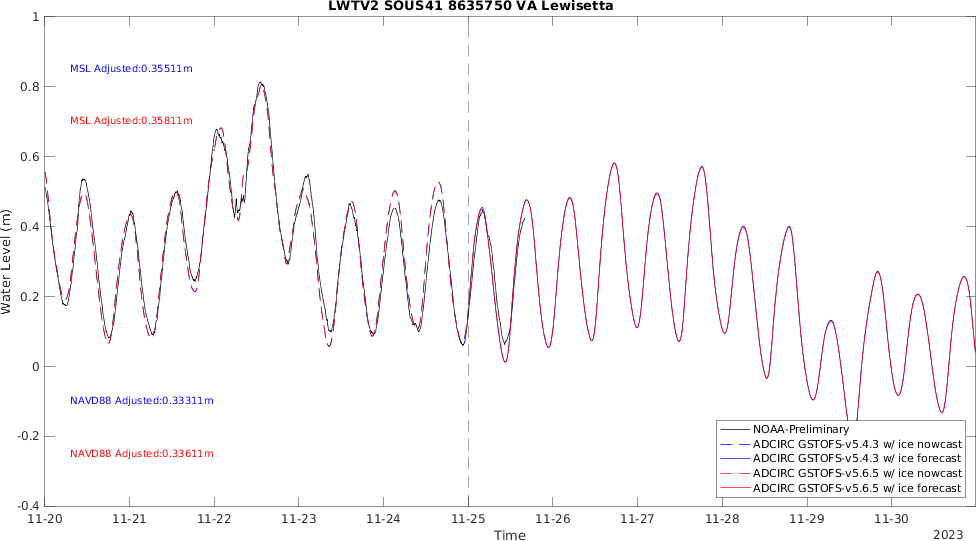 LWTV2 SOUS41 8635750 VA Lewisetta
1
0.8
0.6
0.4
0.2
0
-0.2
-0.4
Water Level (m)
MSL Adjusted:0.35511m
MSL Adjusted:0.35811m
NAVD88 Adjusted:0.33311m
NAVD88 Adjusted:0.33611m
NOAA-Preliminary
ADCIRC GSTOFS-v5.4.3 w/ ice nowcast
ADCIRC GSTOFS-v5.4.3 w/ ice forecast
ADCIRC GSTOFS-v5.6.5 w/ ice nowcast
ADCIRC GSTOFS-v5.6.5 w/ ice forecast
11-20 11-21 11-22 11-23 11-24 11-25 11-26 11-27 11-28 11-29 11-30
Time
2023